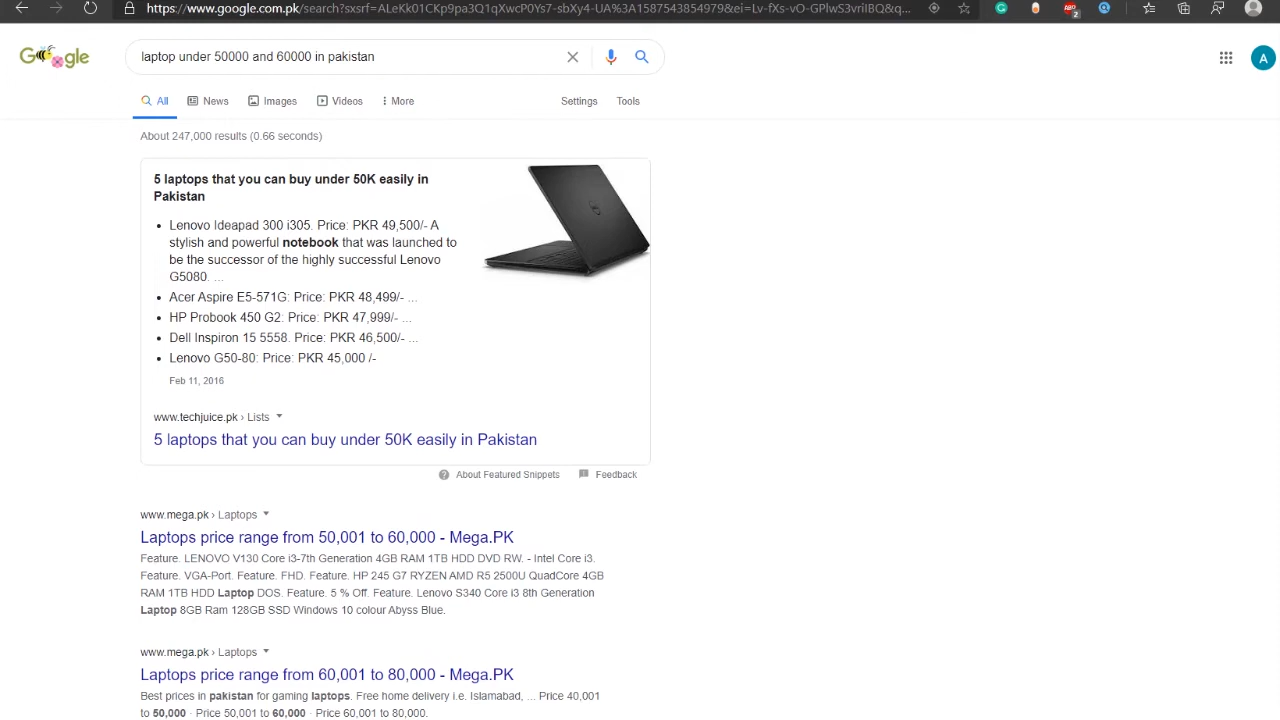 https://www.google.com.pk/search?sxsrf=ALeKk01CKp9pa3Q1qXwcP0Ys7-sbXy4-UA%3A1587543854979&ei=Lv-fXs-vO-GPlwS3vriIBQ&q...
2
Google
laptop under 50000 and 60000 in pakistan
A
All News Images Videos More Settings Tools
About 247,000 results (0.66 seconds)
5 laptops that you can buy under 50K easily in
Pakistan
• Lenovo Ideapad 300 i305. Price: PKR 49,500/- A
stylish and powerful notebook that was launched to
be the successor of the highly successful Lenovo
G5080. ...
• Acer Aspire E5-571G: Price: PKR 48,499/- ...
• HP Probook 450 G2: Price: PKR 47,999/- ...
• Dell Inspiron 15 5558. Price: PKR 46,500/- ...
• Lenovo G50-80: Price: PKR 45,000 /-
Feb 11, 2016
www.techjuice.pk › Lists
5 laptops that you can buy under 50K easily in Pakistan
About Featured Snippets Feedback
www.mega.pk › Laptops
Laptops price range from 50,001 to 60,000 - Mega.PK
Feature. LENOVO V130 Core i3-7th Generation 4GB RAM 1TB HDD DVD RW. - Intel Core i3.
Feature. VGA-Port. Feature. FHD. Feature. HP 245 G7 RYZEN AMD R5 2500U QuadCore 4GB
RAM 1TB HDD Laptop DOS. Feature. 5 % Off. Feature. Lenovo S340 Core i3 8th Generation
Laptop 8GB Ram 128GB SSD Windows 10 colour Abyss Blue.
www.mega.pk › Laptops
Laptops price range from 60,001 to 80,000 - Mega.PK
Best prices in pakistan for gaming laptops. Free home delivery i.e. Islamabad, ... Price 40,001
to 50,000 · Price 50,001 to 60,000 · Price 60,001 to 80,000.